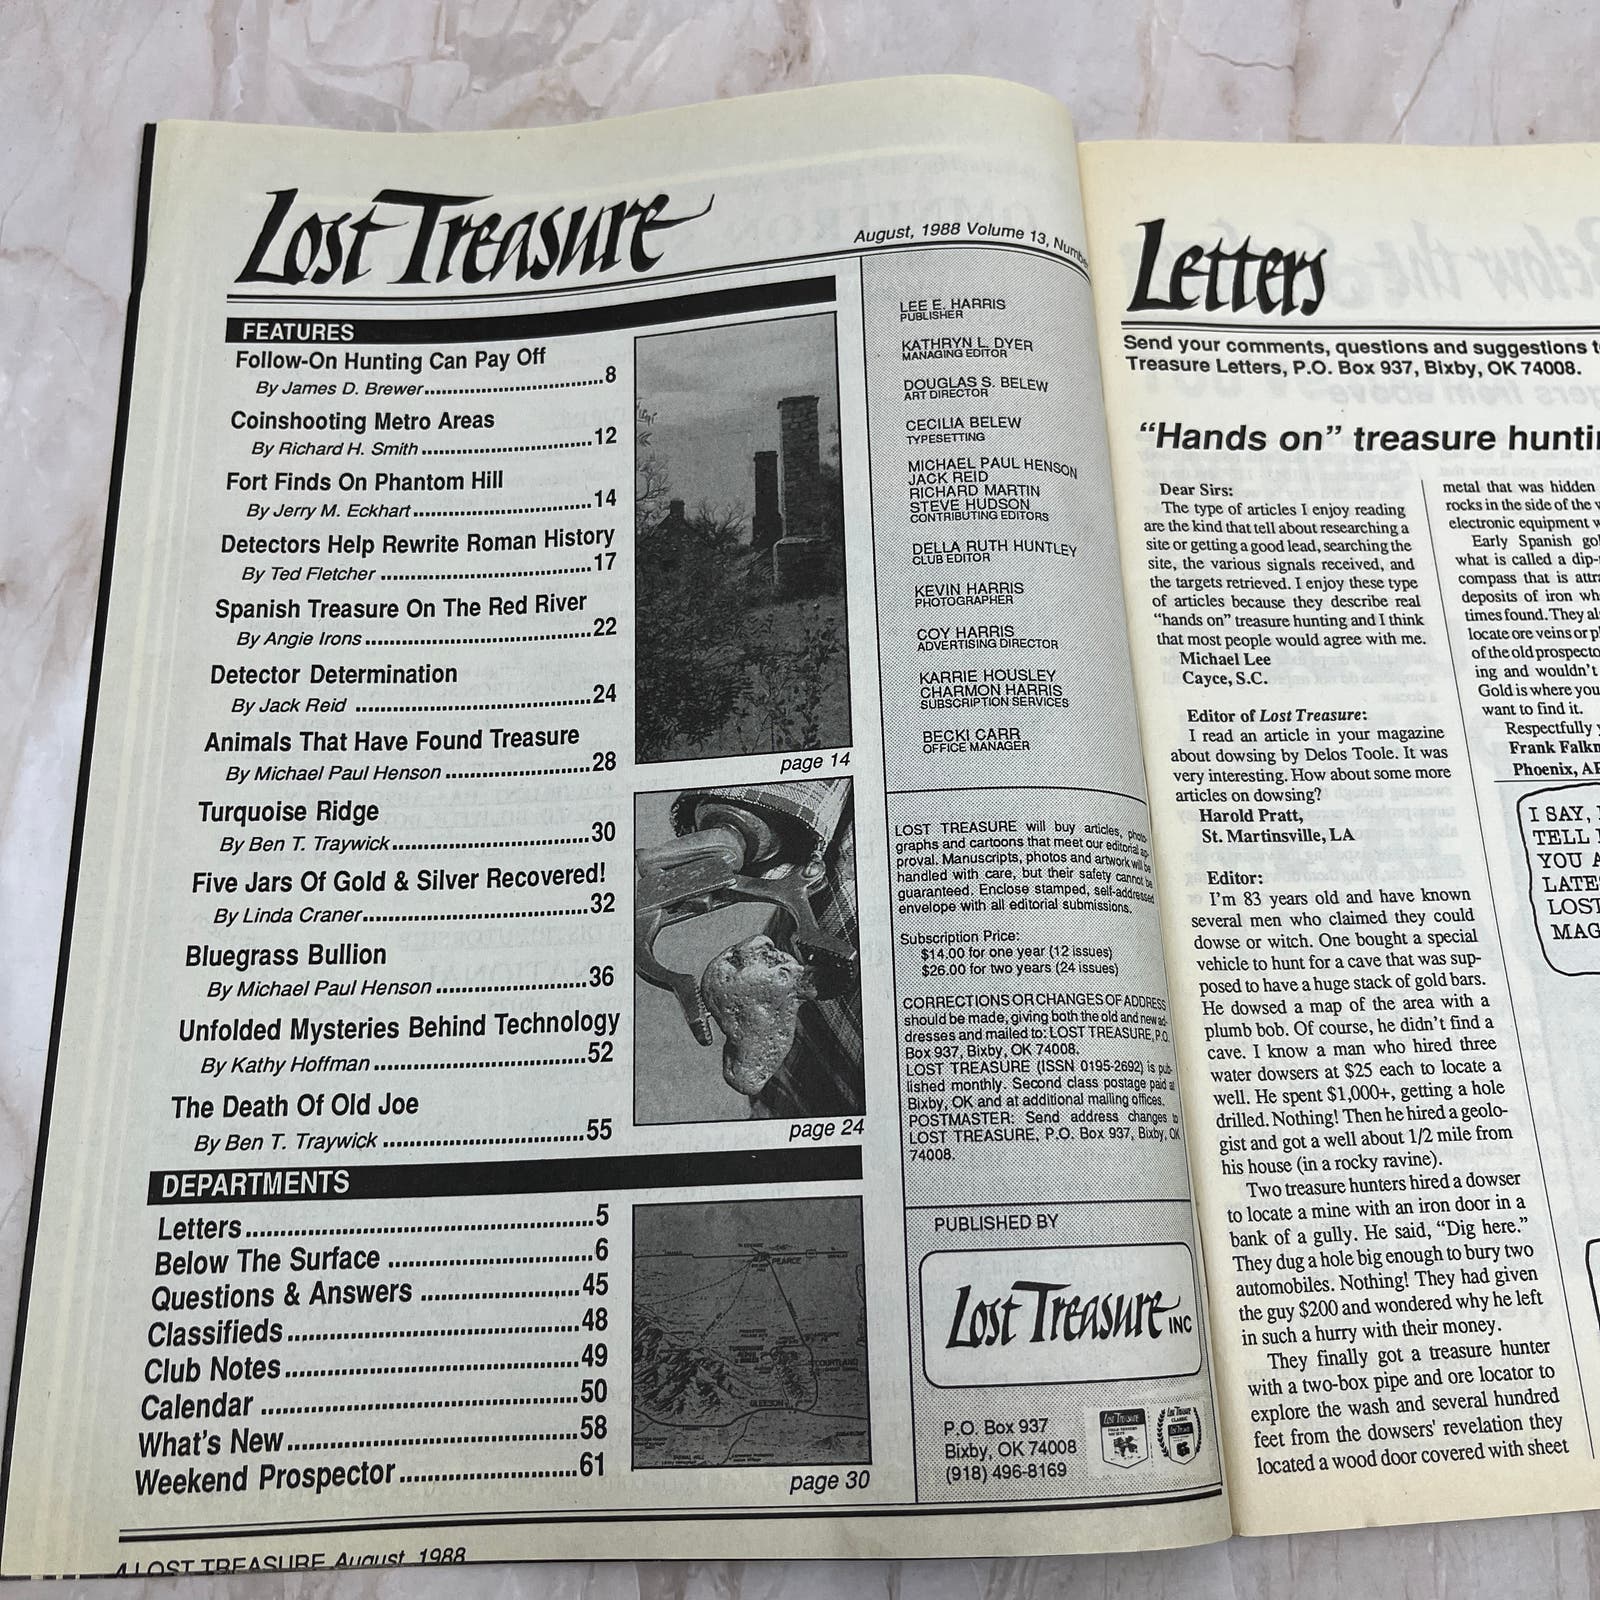 Lost Treasure
August, 1988 Volume 13,
FEATURES
Follow-On Hunting Can Pay Off
By James D. Brewer..............................8
Coinshooting Metro Areas
By Richard H. Smith..............................12
Fort Finds On Phantom Hill
By Jerry M. Eckhart..............................14
Detectors Help Rewrite Roman History
By Ted Fletcher..............................17
Spanish Treasure On The Red River
By Angie Irons..............................22
Detector Determination
By Jack Reid..............................24
Animals That Have Found Treasure
By Michael Paul Henson..............................28
Turquoise Ridge
By Ben T. Traywick..............................30
Five Jars Of Gold & Silver Recovered!
By Linda Craner..............................32
Bluegrass Bullion
By Michael Paul Henson..............................36
Unfolded Mysteries Behind Technology
By Kathy Hoffman..............................52
The Death Of Old Joe
By Ben T. Traywick..............................55
DEPARTMENTS
Letters..............................5
Below The Surface..............................6
Questions & Answers..............................45
Classifieds..............................48
Club Notes..............................49
Calendar..............................50
What's New..............................58
Weekend Prospector..............................61
page 14
page 24
PEARCE
COURTLAND
GLEESON
page 30
LEE E. HARRIS
PUBLISHER
KATHRYN L. DYER
MANAGING EDITOR
DOUGLAS S. BELEW
ART DIRECTOR
CECILIA BELEW
TYPESETTING
MICHAEL PAUL HENSON
JACK REID
RICHARD MARTIN
STEVE HUDSON
CONTRIBUTING EDITORS
DELLA RUTH HUNTLEY
CLUB EDITOR
KEVIN HARRIS
PHOTOGRAPHER
COY HARRIS
ADVERTISING DIRECTOR
KARRIE HOUSLEY
CHARMON HARRIS
SUBSCRIPTION SERVICES
BECKI CARR
OFFICE MANAGER
LOST TREASURE will buy articles, photo-
graphs and cartoons that meet our editorial ap-
proval. Manuscripts, photos and artwork will be
handled with care, but their safety cannot be
guaranteed. Enclose stamped, self-addressed
envelope with all editorial submissions.
Subscription Price:
$14.00 for one year (12 issues)
$26.00 for two years (24 issues)
CORRECTIONS OR CHANGES OF ADDRESS
should be made, giving both the old and new ad-
dresses and mailed to: LOST TREASURE, P.O.
Box 937, Bixby, OK 74008.
LOST TREASURE (ISSN 0195-2692) is pub-
lished monthly. Second class postage paid at
Bixby, OK and at additional mailing offices.
POSTMASTER: Send address changes to
LOST TREASURE, P.O. Box 937, Bixby, OK
74008.
PUBLISHED BY
Lost Treasure INC
P.O. Box 937
Bixby, OK 74008
(918) 496-8169
Lost Treasure
Lost Treasure
CLASSIC
4 LOST TREASURE August, 1988
Letters
Send your comments, questions and suggestions
Treasure Letters, P.O. Box 937, Bixby, OK 74008.
"Hands on" treasure
Dear Sirs:
The type of articles I enjoy reading
are the kind that tell about researching a
site or getting a good lead, searching the
site, the various signals received, and
the targets retrieved. I enjoy these type
of articles because they describe real
"hands on" treasure hunting and I think
that most people would agree with me.
Michael Lee
Cayce, S.C.
Editor of Lost Treasure:
I read an article in your magazine
about dowsing by Delos Toole. It was
very interesting. How about some more
articles on dowsing?
Harold Pratt,
St. Martinsville, LA
Editor:
I'm 83 years old and have known
several men who claimed they could
dowse or witch. One bought a special
vehicle to hunt for a cave that was sup-
posed to have a huge stack of gold bars.
He dowsed a map of the area with a
plumb bob. Of course, he didn't find a
cave. I know a man who hired three
water dowsers at $25 each to locate a
well. He spent $1,000+, getting a hole
drilled. Nothing! Then he hired a geolo-
gist and got a well about 1/2 mile from
his house (in a rocky ravine).
Two treasure hunters hired a dowser
to locate a mine with an iron door in a
bank of a gully. He said, "Dig here."
They dug a hole big enough to bury two
automobiles. Nothing! They had given
the guy $200 and wondered why he left
in such a hurry with their money.
They finally got a treasure hunter
with a two-box pipe and ore locator to
explore the wash and several hundred
feet from the dowsers' revelation they
located a wood door covered with sheet
metal that was hidden
rocks in the side of the
electronic equipment
Early Spanish
what is called a
compass that is
deposits of iron
times found. They
locate ore veins or
of the old
ing and wouldn't
Gold is where you
want to find it.
Respectfully
Frank
Phoenix,
I SAY,
TELL
YOU
MAG